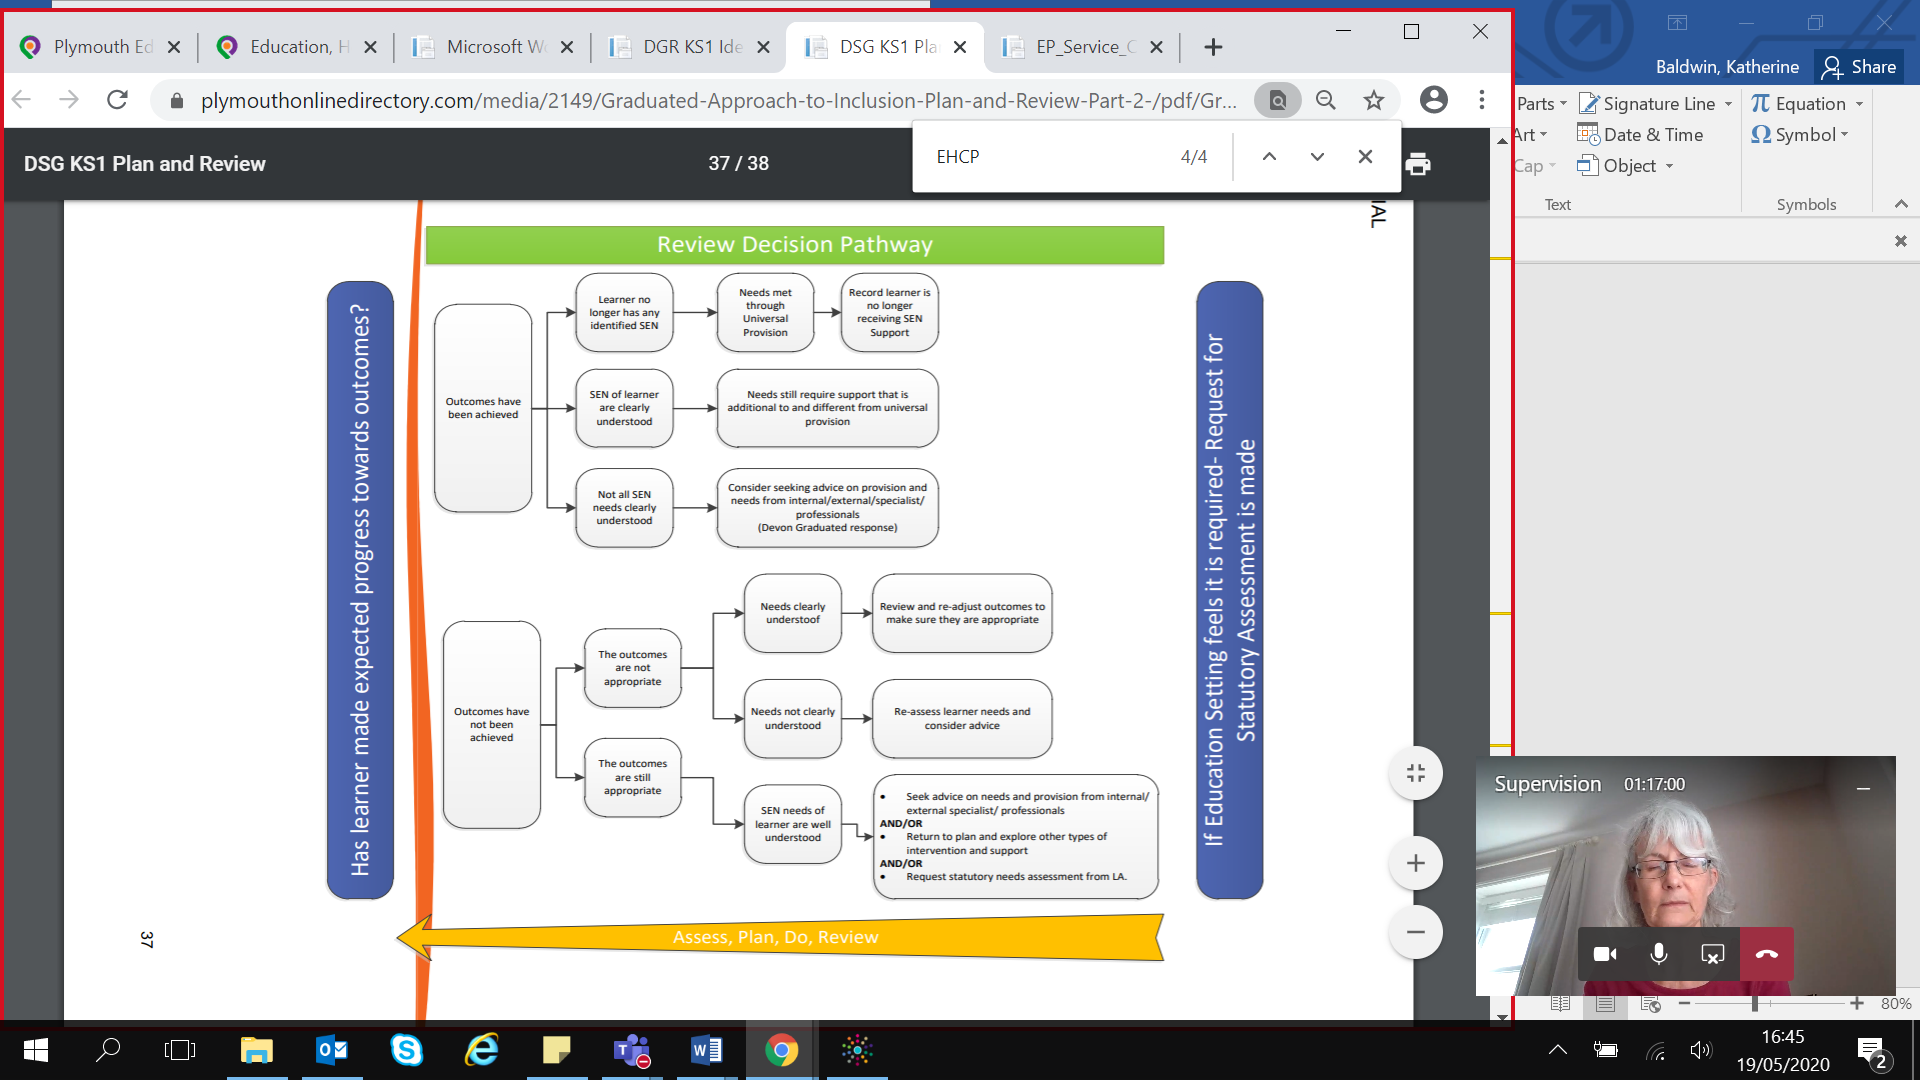 Plymouth Ed
Education, H
Microsoft Wo
DGR KS1 Ide
DSG KS1 Pla
EP_Service_C
Baldwin, Katherine
Share
plymouthonlinedirectory.com/media/2149/Graduated-Approach-to-Inclusion-Plan-and-Review-Part-2-/pdf/Gr...
Parts
Signature Line
Equation
Art
Date & Time
Symbol
Cap
Object
Text
Symbols
DSG KS1 Plan and Review
37 / 38
EHCP
4/4
IAL
Review Decision Pathway
Has learner made expected progress towards outcomes?
Outcomes have
been achieved
Learner no
longer has any
identified SEN
Needs met
through
Universal
Provision
Record learner is
no longer
receiving SEN
Support
SEN of learner
are clearly
understood
Needs still require support that is
additional to and different from universal
provision
Not all SEN
needs clearly
understood
Consider seeking advice on provision and
needs from internal/external/specialist/
professionals
(Devon Graduated response)
Outcomes have
not been
achieved
The outcomes
are not
appropriate
Needs clearly
understoof
Review and re-adjust outcomes to
make sure they are appropriate
Needs not clearly
understood
Re-assess learner needs and
consider advice
The outcomes
are still
appropriate
SEN needs of
learner are well
understood
• Seek advice on needs and provision from internal/
external specialist/ professionals
AND/OR
• Return to plan and explore other types of
intervention and support
AND/OR
• Request statutory needs assessment from LA.
If Education Setting feels it is required- Request for
Statutory Assessment is made
Assess, Plan, Do, Review
37
Supervision 01:17:00
80%
16:45
19/05/2020
2